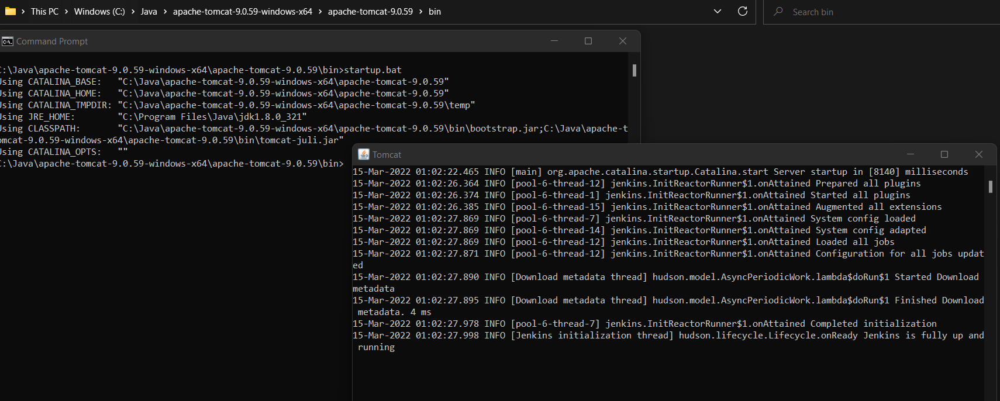 This PC > Windows (C:) > Java > apache-tomcat-9.0.59-windows-x64 > apache-tomcat-9.0.59 > bin
Search bin
Command Prompt
:\Java\apache-tomcat-9.0.59-windows-x64\apache-tomcat-9.0.59\bin>startup.bat
Using CATALINA_BASE:   "C:\Java\apache-tomcat-9.0.59-windows-x64\apache-tomcat-9.0.59"
Using CATALINA_HOME:   "C:\Java\apache-tomcat-9.0.59-windows-x64\apache-tomcat-9.0.59"
Using CATALINA_TMPDIR: "C:\Java\apache-tomcat-9.0.59-windows-x64\apache-tomcat-9.0.59\temp"
Using JRE_HOME:        "C:\Program Files\Java\jdk1.8.0_321"
Using CLASSPATH:       "C:\Java\apache-tomcat-9.0.59-windows-x64\apache-tomcat-9.0.59\bin\bootstrap.jar;C:\Java\apache-t
omcat-9.0.59-windows-x64\apache-tomcat-9.0.59\bin\tomcat-juli.jar"
Using CATALINA_OPTS:   ""
:\Java\apache-tomcat-9.0.59-windows-x64\apache-tomcat-9.0.59\bin>
Tomcat
15-Mar-2022 01:02:22.465 INFO [main] org.apache.catalina.startup.Catalina.start Server startup in [8140] milliseconds
15-Mar-2022 01:02:26.364 INFO [pool-6-thread-12] jenkins.InitReactorRunner$1.onAttained Prepared all plugins
15-Mar-2022 01:02:26.374 INFO [pool-6-thread-1] jenkins.InitReactorRunner$1.onAttained Started all plugins
15-Mar-2022 01:02:26.385 INFO [pool-6-thread-15] jenkins.InitReactorRunner$1.onAttained Augmented all extensions
15-Mar-2022 01:02:27.869 INFO [pool-6-thread-7] jenkins.InitReactorRunner$1.onAttained System config loaded
15-Mar-2022 01:02:27.869 INFO [pool-6-thread-14] jenkins.InitReactorRunner$1.onAttained System config adapted
15-Mar-2022 01:02:27.869 INFO [pool-6-thread-12] jenkins.InitReactorRunner$1.onAttained Loaded all jobs
15-Mar-2022 01:02:27.871 INFO [pool-6-thread-12] jenkins.InitReactorRunner$1.onAttained Configuration for all jobs updat
ed
15-Mar-2022 01:02:27.890 INFO [Download metadata thread] hudson.model.AsyncPeriodicWork.lambda$doRun$1 Started Download
metadata
15-Mar-2022 01:02:27.895 INFO [Download metadata thread] hudson.model.AsyncPeriodicWork.lambda$doRun$1 Finished Download
metadata. 4 ms
15-Mar-2022 01:02:27.978 INFO [pool-6-thread-7] jenkins.InitReactorRunner$1.onAttained Completed initialization
15-Mar-2022 01:02:27.998 INFO [Jenkins initialization thread] hudson.lifecycle.Lifecycle.onReady Jenkins is fully up and
running